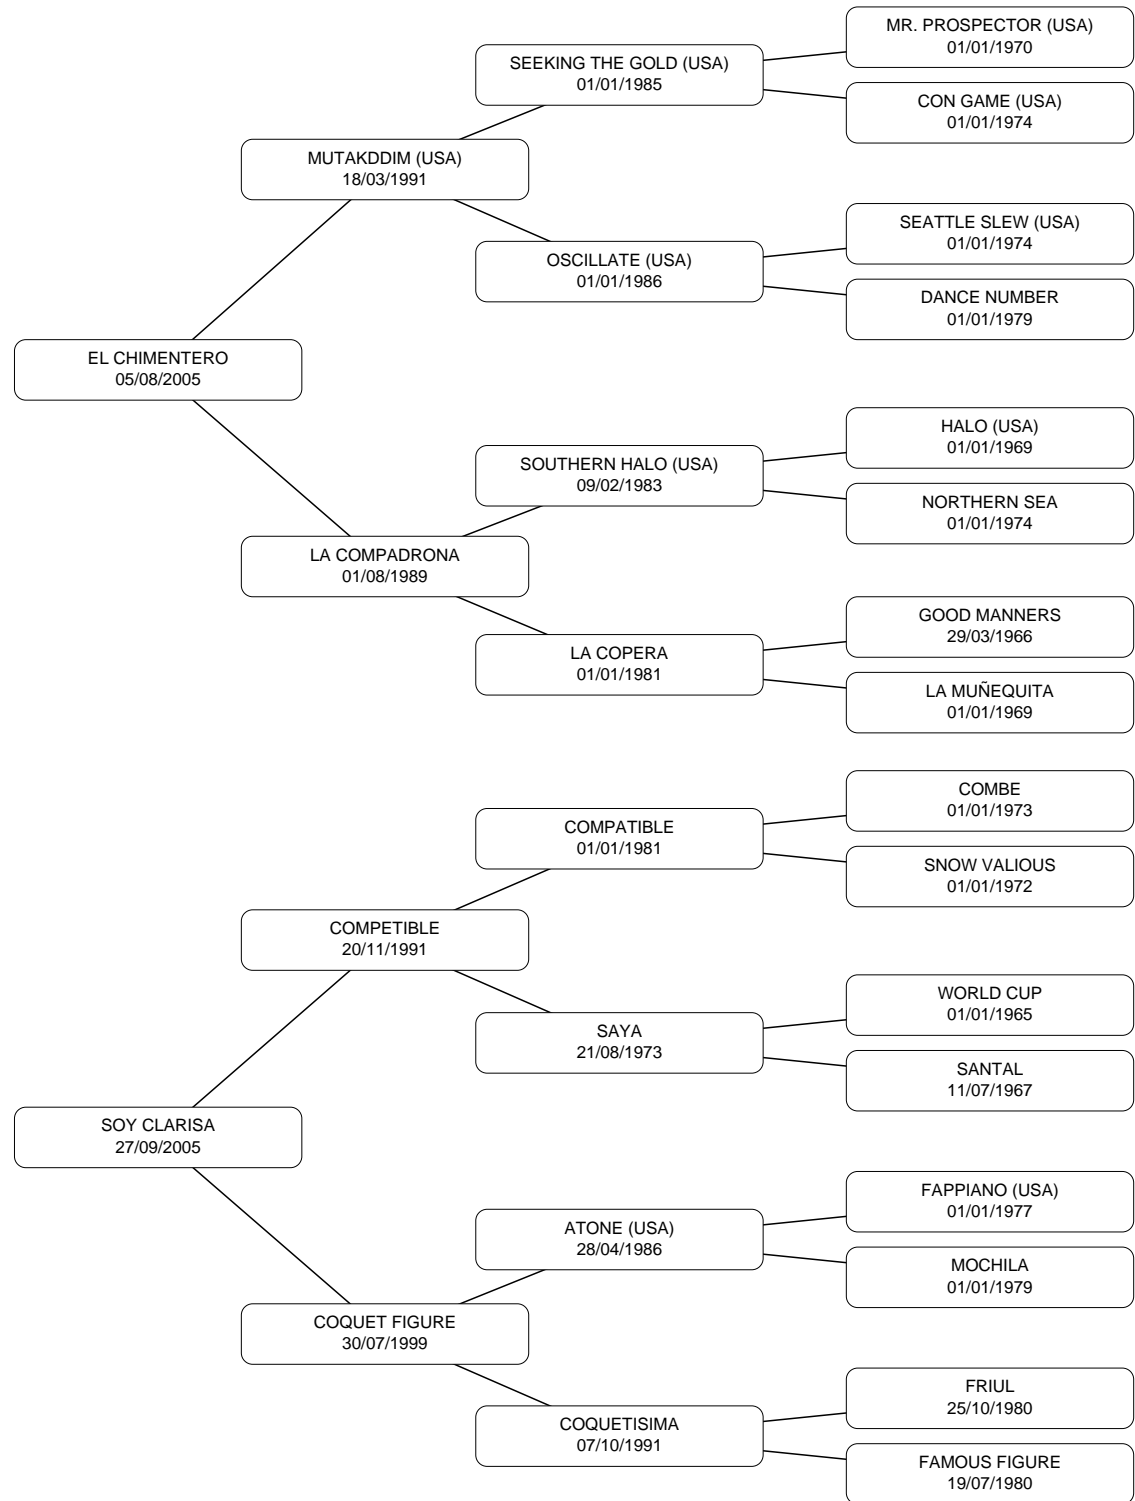 MR. PROSPECTOR (USA)
01/01/1970
SEEKING THE GOLD (USA)
01/01/1985
CON GAME (USA)
01/01/1974
MUTAKDDIM (USA)
18/03/1991
SEATTLE SLEW (USA)
01/01/1974
OSCILLATE (USA)
01/01/1986
DANCE NUMBER
01/01/1979
EL CHIMENTERO
05/08/2005
HALO (USA)
01/01/1969
SOUTHERN HALO (USA)
09/02/1983
NORTHERN SEA
01/01/1974
LA COMPADRONA
01/08/1989
GOOD MANNERS
29/03/1966
LA COPERA
01/01/1981
LA MUÑEQUITA
01/01/1969
COMBE
01/01/1973
COMPATIBLE
01/01/1981
SNOW VALIOUS
01/01/1972
COMPETIBLE
20/11/1991
WORLD CUP
01/01/1965
SAYA
21/08/1973
SANTAL
11/07/1967
SOY CLARISA
27/09/2005
FAPPIANO (USA)
01/01/1977
ATONE (USA)
28/04/1986
MOCHILA
01/01/1979
COQUET FIGURE
30/07/1999
FRIUL
25/10/1980
COQUETISIMA
07/10/1991
FAMOUS FIGURE
19/07/1980